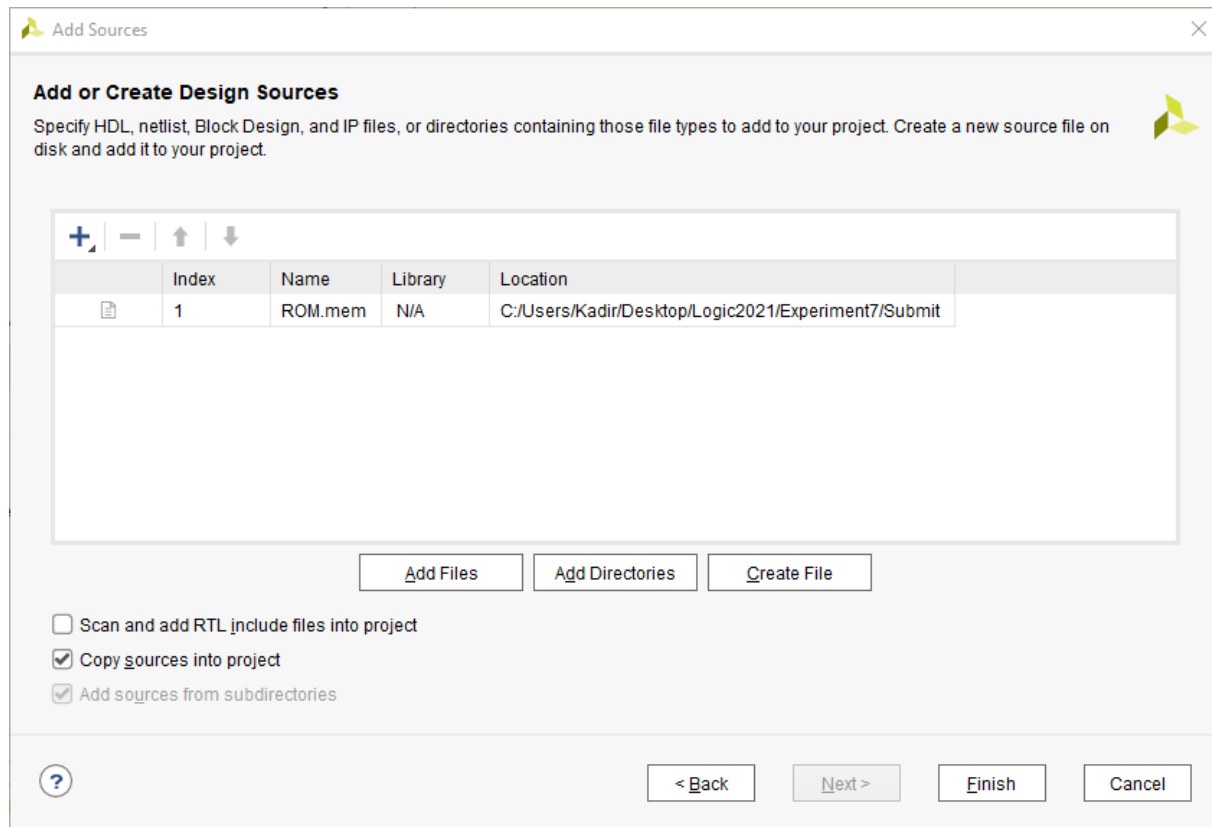 Add Sources
Add or Create Design Sources
Specify HDL, netlist, Block Design, and IP files, or directories containing those file types to add to your project. Create a new source file on
disk and add it to your project.
Index Name Library Location
1 ROM.mem N/A C:/Users/Kadir/Desktop/Logic2021/Experiment7/Submit
Add Files Add Directories Create File
Scan and add RTL include files into project
Copy sources into project
Add sources from subdirectories
? < Back Next > Finish Cancel